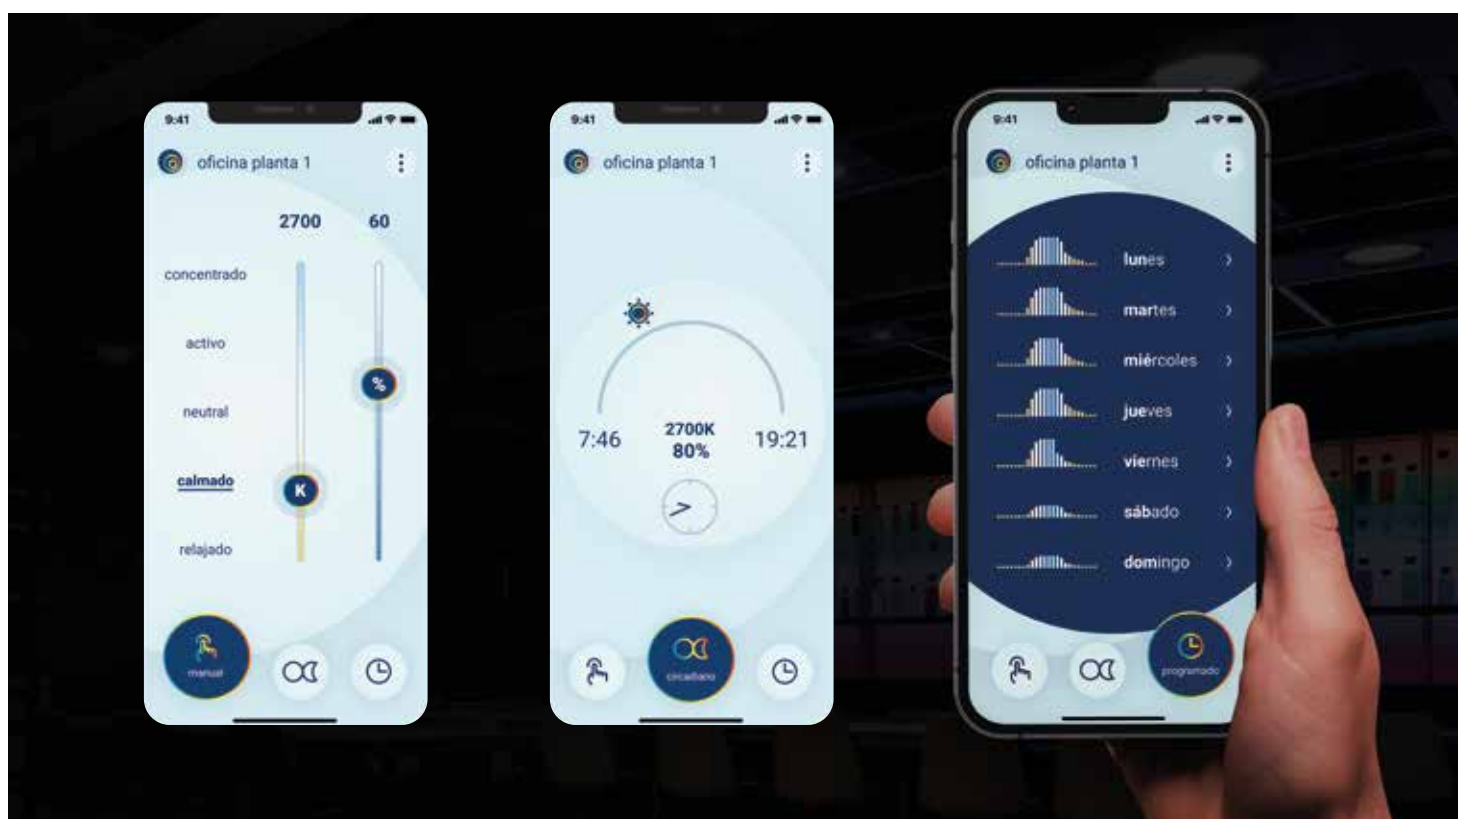 9:41
oficina planta 1
2700 60
concentrado
activo
%
neutral
calmado
K
relajado
manual
9:41
oficina planta 1
7:46 2700K 19:21
80%
circadiano
9:41
oficina planta 1
lunes
martes
miércoles
jueves
viernes
sábado
domingo
programado